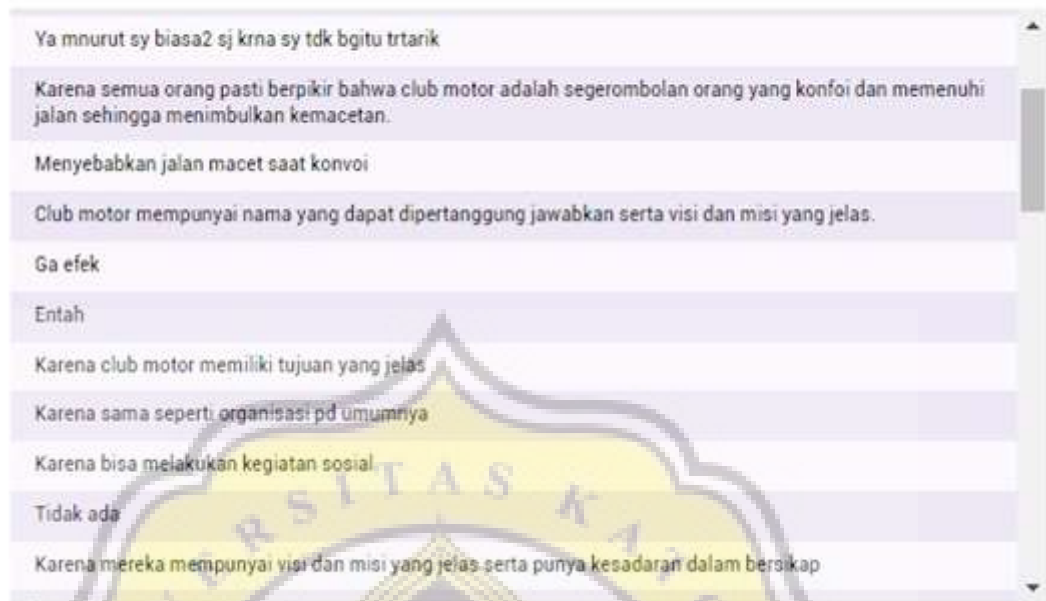 Ya mnurut sy biasa2 sj krna sy tdk bgitu trtarik
Karena semua orang pasti berpikir bahwa club motor adalah segerombolan orang yang konfoi dan memenuhi
jalan sehingga menimbulkan kemacetan.
Menyebabkan jalan macet saat konvoi
Club motor mempunyai nama yang dapat dipertanggung jawabkan serta visi dan misi yang jelas.
Ga efek
Entah
Karena club motor memiliki tujuan yang jelas
Karena sama seperti organisasi pd umumnya
Karena bisa melakukan kegiatan sosial
Tidak ada
Karena mereka mempunyai visi dan misi yang jelas serta punya kesadaran dalam bersikap